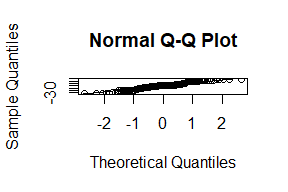 Normal Q-Q Plot
Sample Quantiles
-30
-2 -1 0 1 2
Theoretical Quantiles